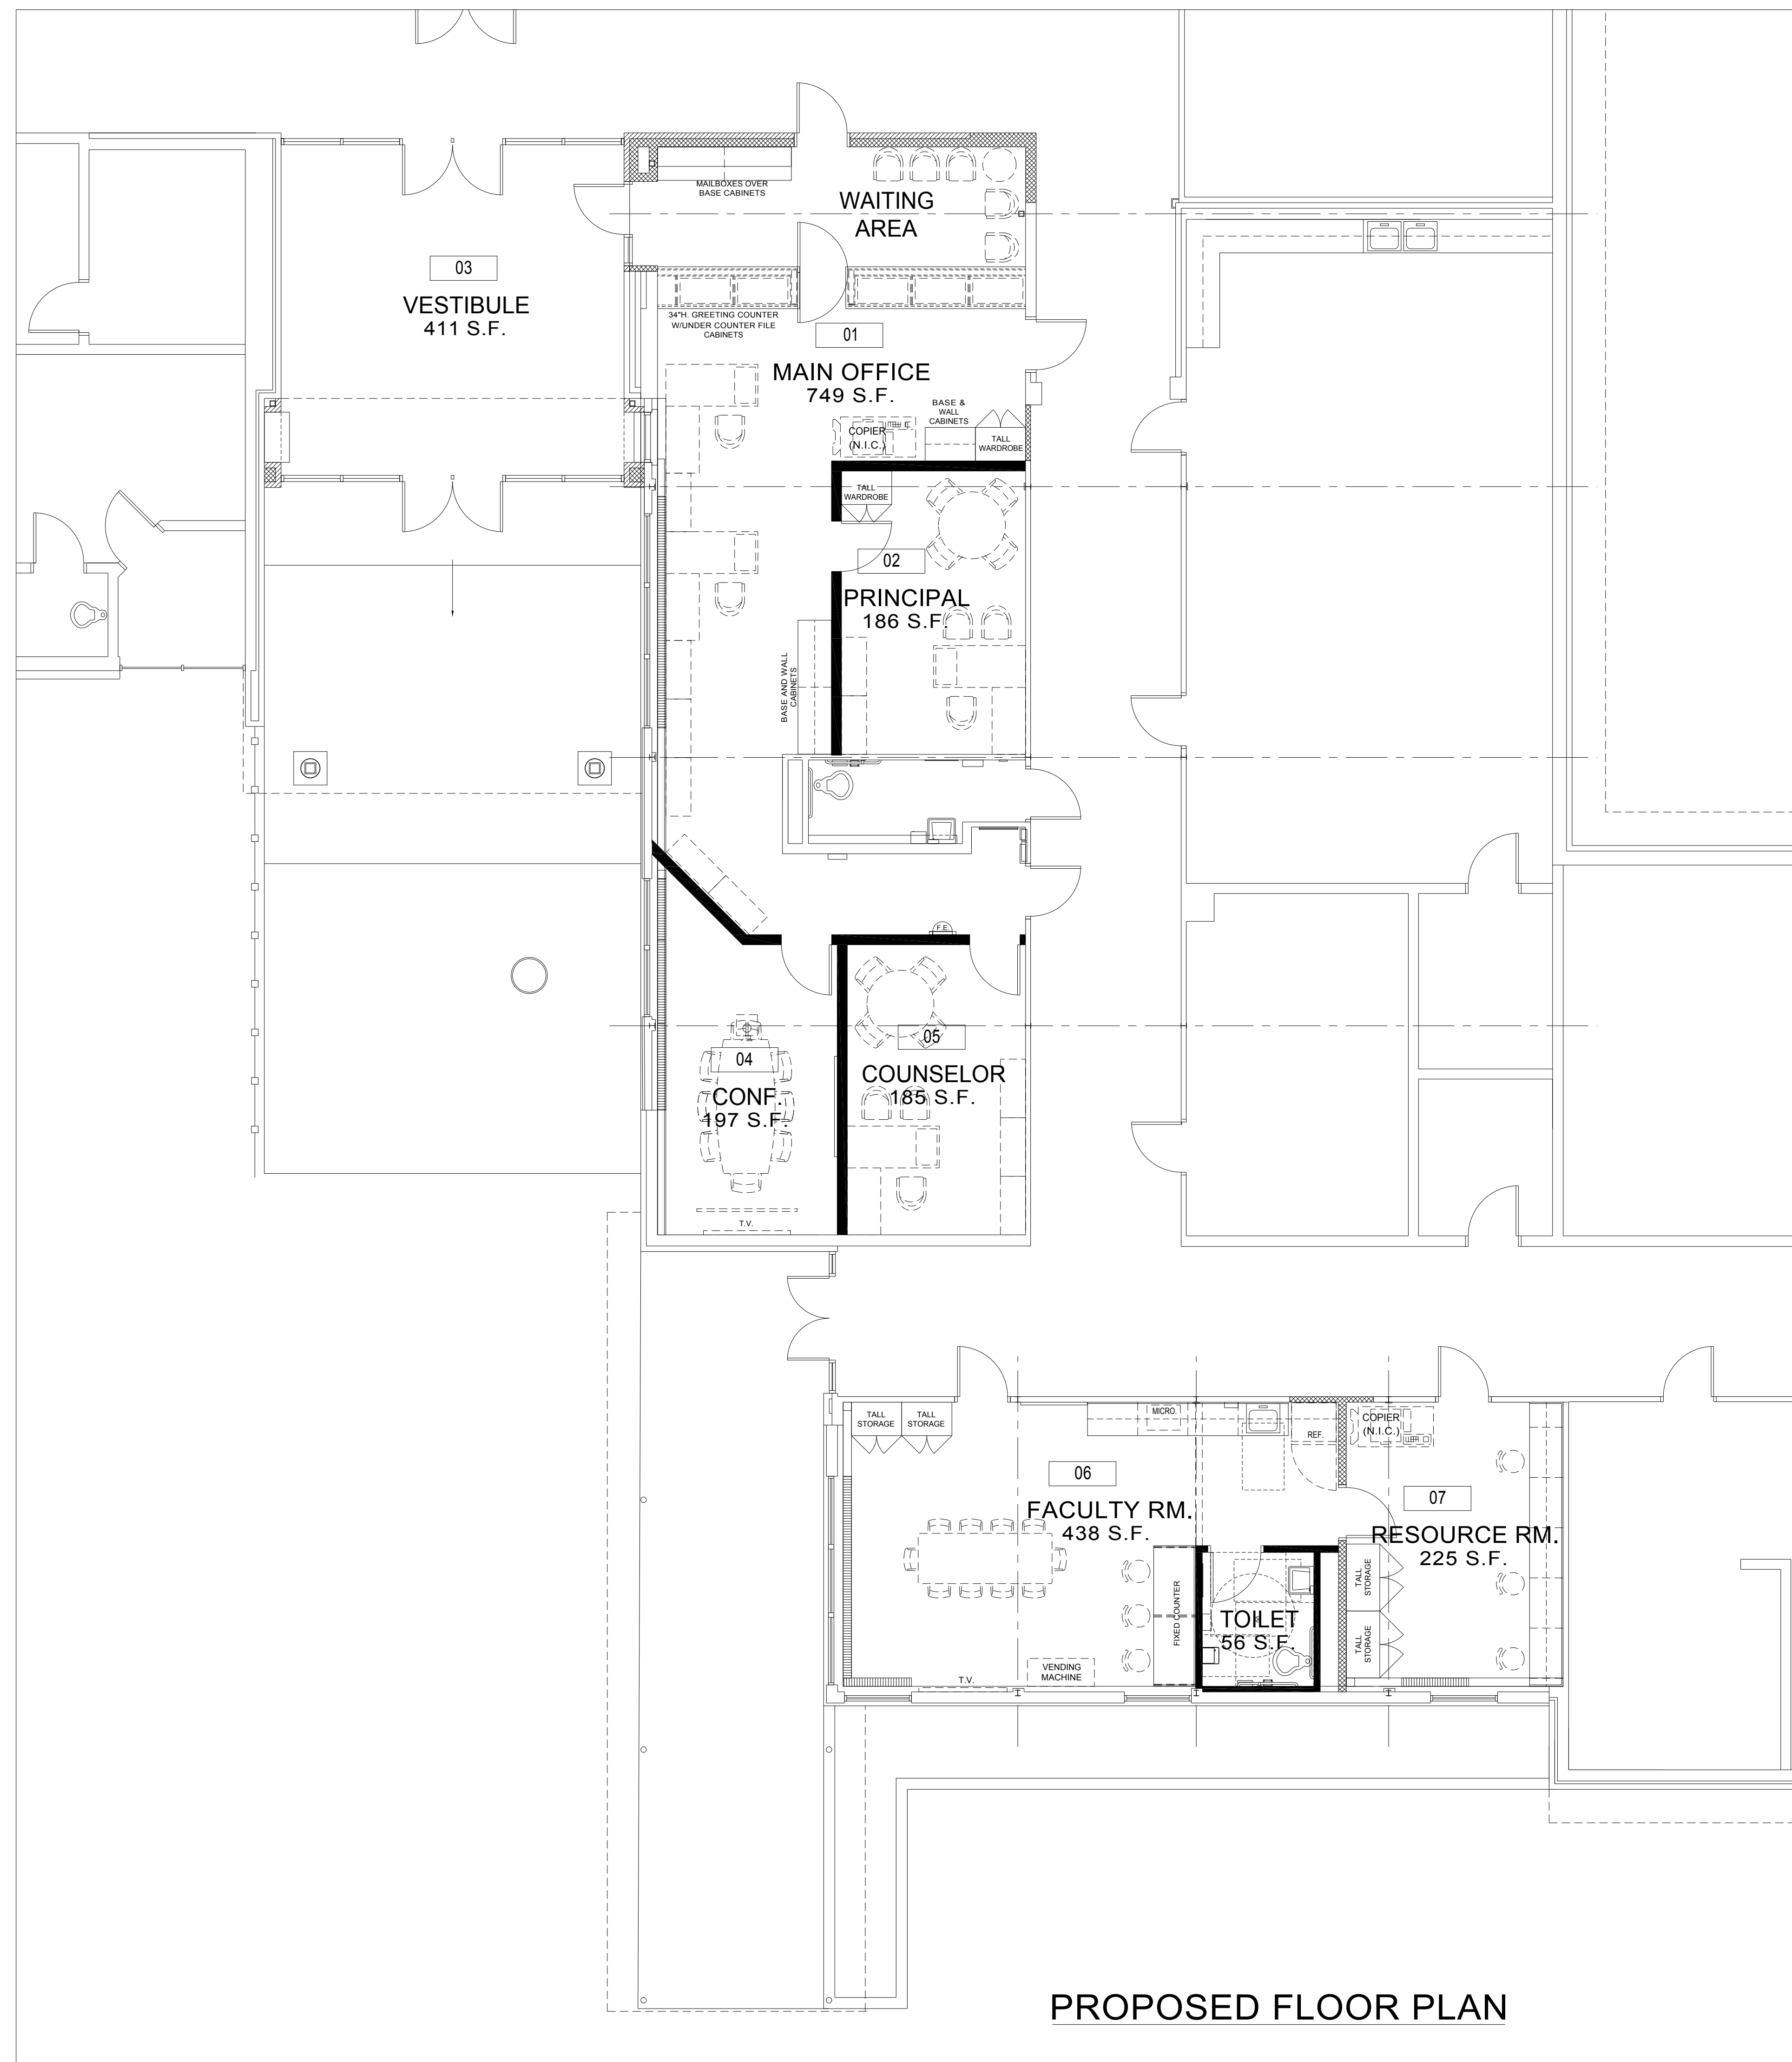 MAILBOXES OVER
BASE CABINETS
WAITING
AREA
03
VESTIBULE
411 S.F.
34"H. GREETING COUNTER
W/UNDER COUNTER FILE
CABINETS
01
MAIN OFFICE
749 S.F.
BASE &
WALL
CABINETS
COPIER
(N.I.C.)
TALL
WARDROBE
TALL
WARDROBE
02
PRINCIPAL
186 S.F.
BASE AND WALL
CABINETS
F.E.
05
COUNSELOR
185 S.F.
04
CONF.
197 S.F.
T.V.
TALL
STORAGE
TALL
STORAGE
MICRO.
REF.
COPIER
(N.I.C.)
06
FACULTY RM.
438 S.F.
07
RESOURCE RM.
225 S.F.
FIXED COUNTER
TALL
STORAGE
TALL
STORAGE
TOILET
56 S.F.
VENDING
MACHINE
T.V.
PROPOSED FLOOR PLAN